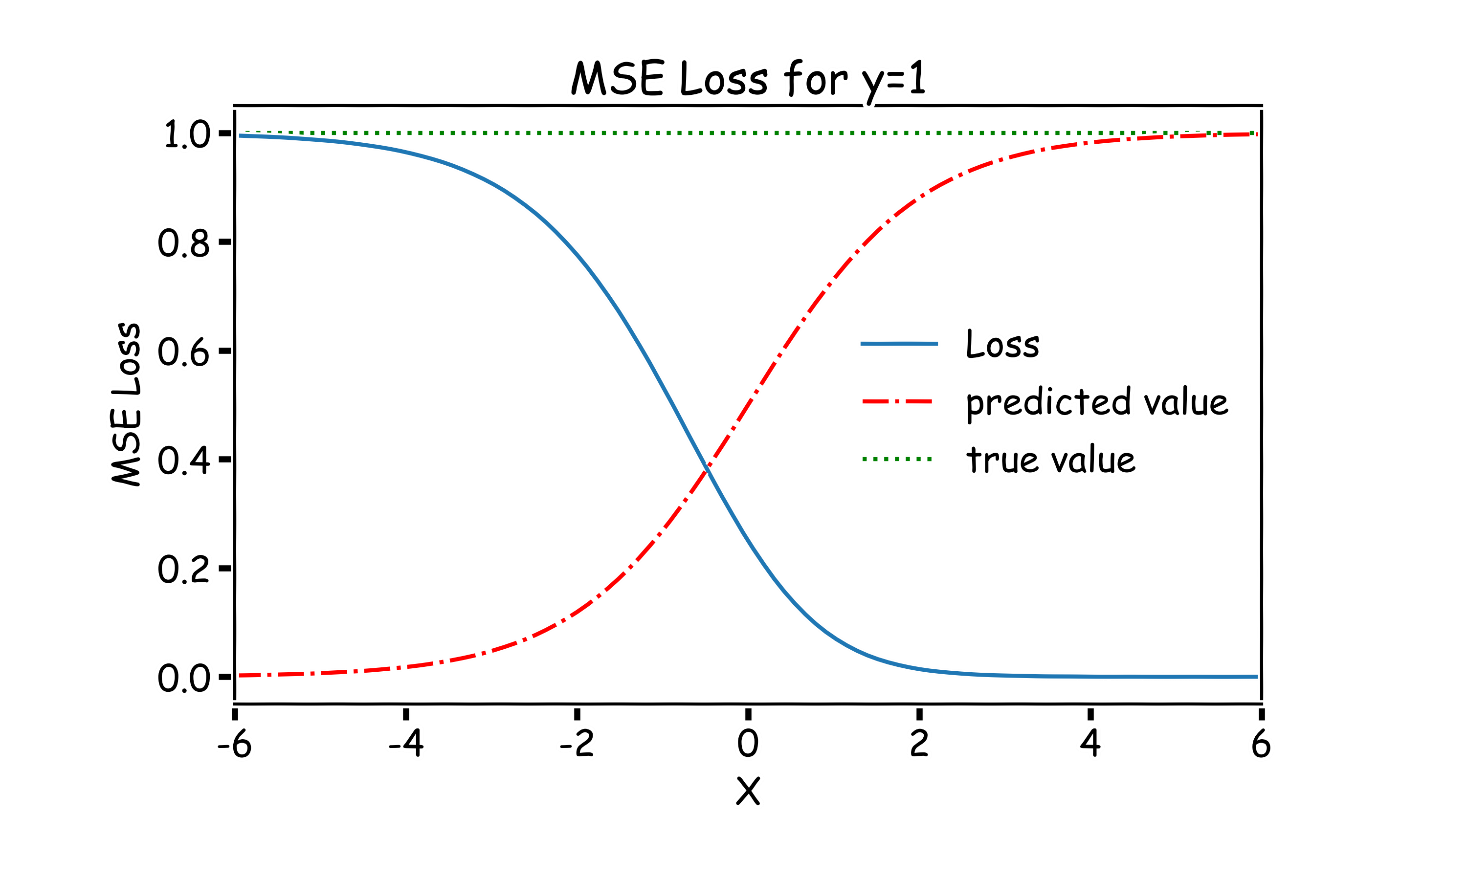 MSE Loss for y=1
MSE Loss
1.0
0.8
0.6
0.4
0.2
0.0
Loss
predicted value
true value
-6 -4 -2 0 2 4 6
X